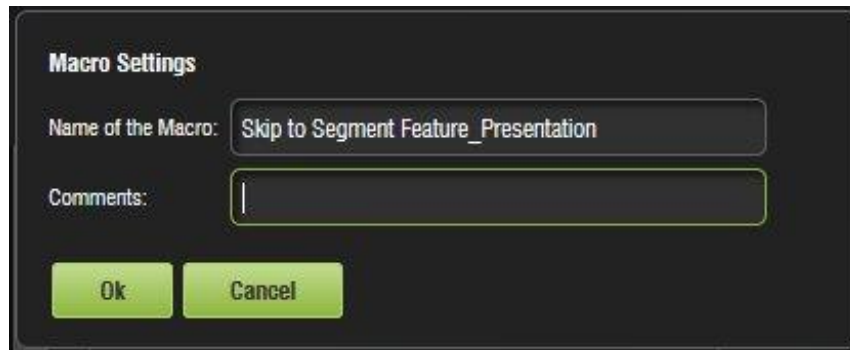 Macro Settings
Name of the Macro: Skip to Segment Feature_Presentation
Comments:
Ok Cancel